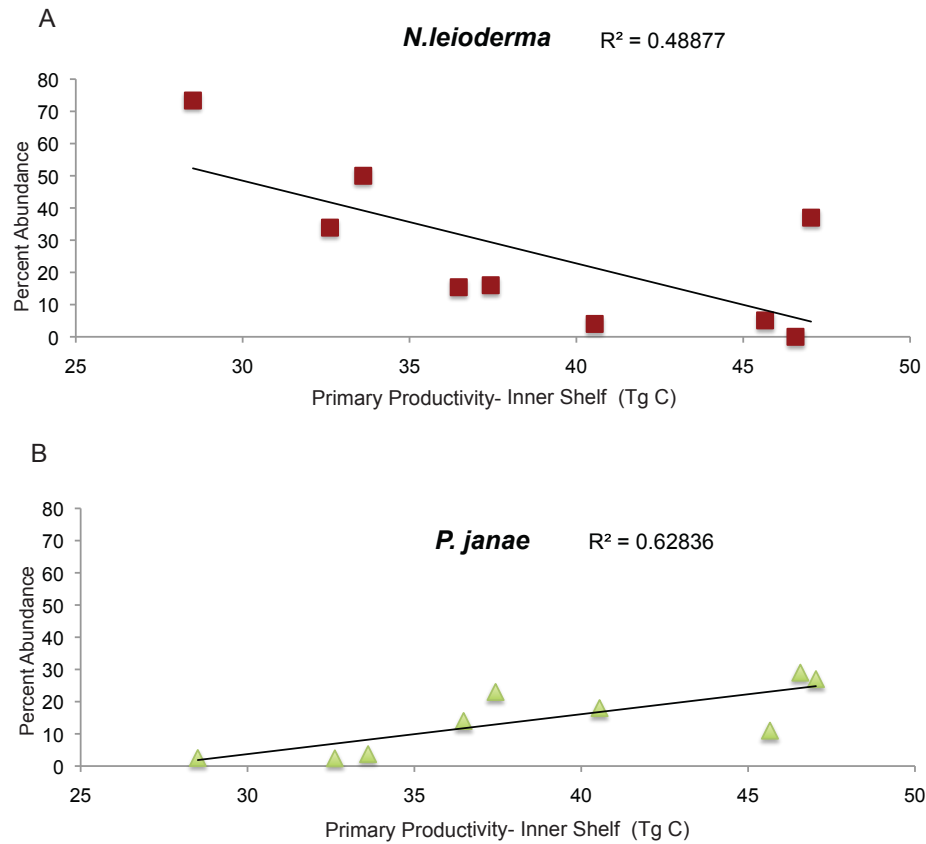 A
N.leioderma R² = 0.48877
80
70
60
50
40
30
20
10
0
Percent Abundance
25 30 35 40 45 50
Primary Productivity- Inner Shelf (Tg C)
B
P. janae R² = 0.62836
80
70
60
50
40
30
20
10
0
Percent Abundance
25 30 35 40 45 50
Primary Productivity- Inner Shelf (Tg C)